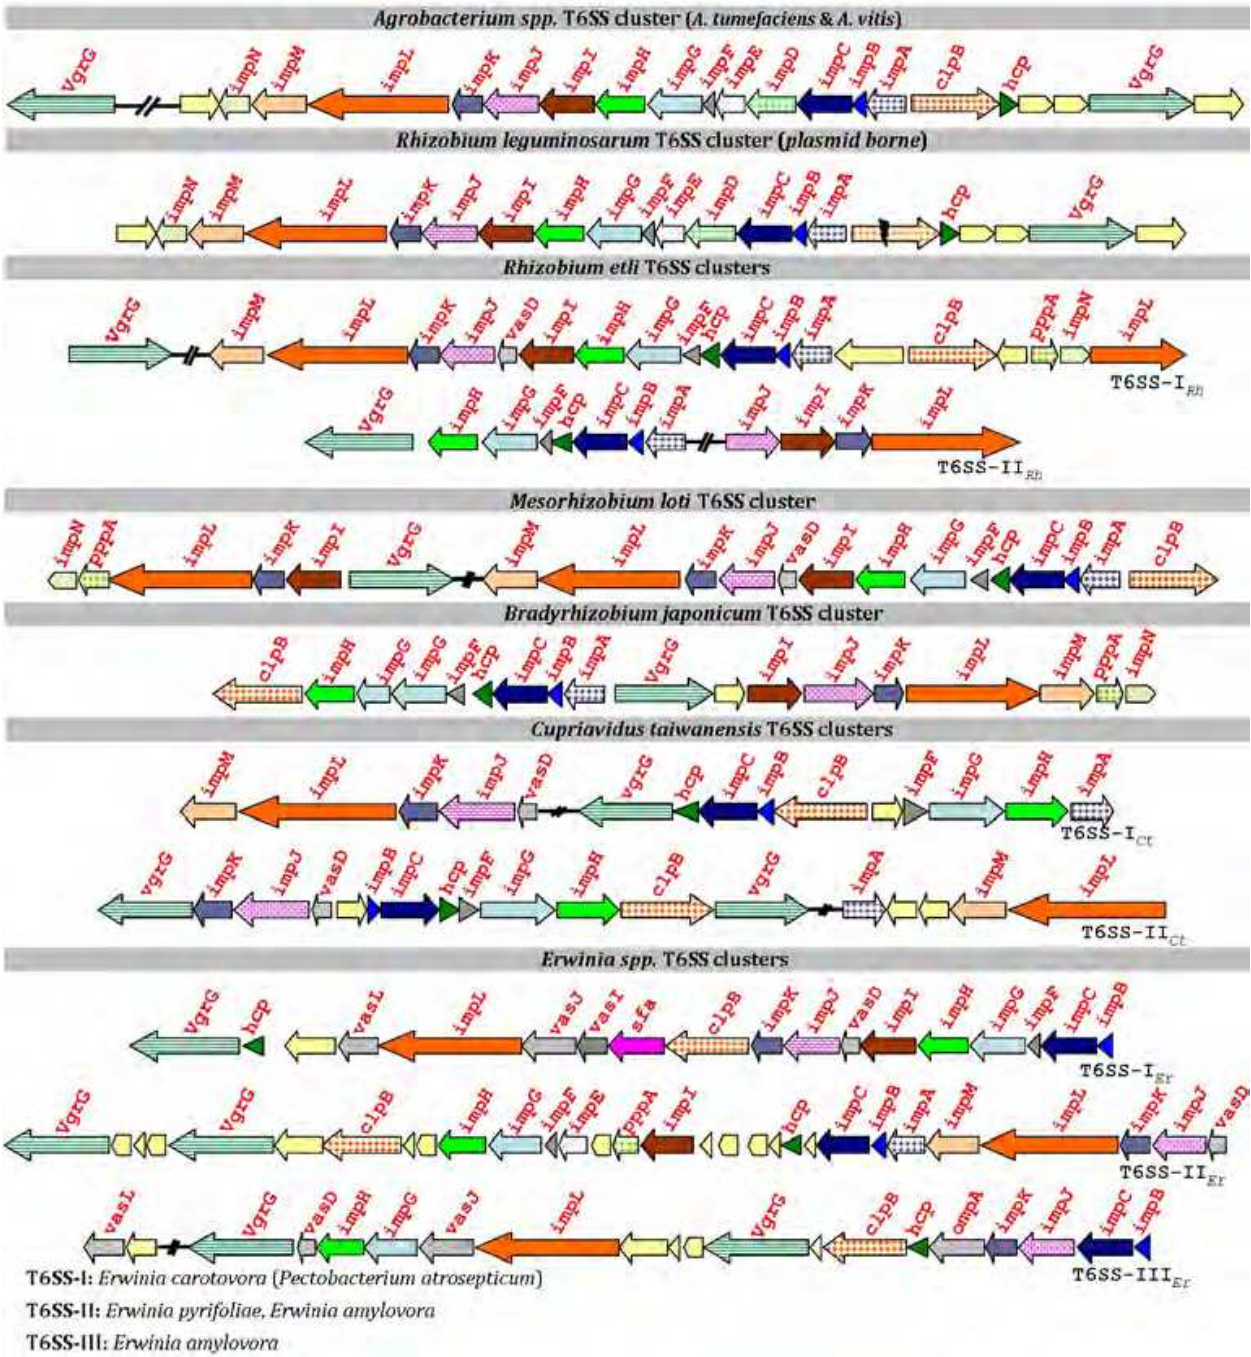 Agrobacterium spp. T6SS cluster (A. tumefaciens & A. vitis)
VgrG impN impM impL impK impJ impI impH impG impF impE impD impC impB impA clpB hcp VgrG
Rhizobium leguminosarum T6SS cluster (plasmid borne)
impN impM impL impK impJ impI impH impG impF impE impD impC impB impA hcp VgrG
Rhizobium etli T6SS clusters
VgrG impM impL impK impJ vasD impI impH impG impF hcp impC impB impA clpB pppA impN impL
T6SS-I Rh
VgrG impH impG impF hcp impC impB impA impJ impI impK impL
T6SS-II Rh
Mesorhizobium loti T6SS cluster
impN pppA impL impK impI VgrG impM impL impK impJ vasD impI impH impG impF hcp impC impB impA clpB
Bradyrhizobium japonicum T6SS cluster
clpB impH impG impG impF hcp impC impB impA VgrG impI impJ impK impL impM pppA impN
Cupriavidus taiwanensis T6SS clusters
impM impL impK impJ vasD vgrG hcp impC impB clpB impF impG impH impA
T6SS-I Ct
vgrG impK impJ vasD impB impC hcp impF impG impH clpB vgrG impA impM impL
T6SS-II Ct
Erwinia spp. T6SS clusters
VgrG hcp vasL impL vasJ vasI sfa clpB impK impJ vasD impI impH impG impF impC impB
T6SS-I Er
VgrG VgrG clpB impH impG impF impE pppA impI hcp impC impB impA impM impL impK impJ vasD
T6SS-II Er
vasL VgrG vasD impH impG vasJ impL VgrG clpB hcp ompA impK impJ impC impB
T6SS-III Er
T6SS-I: Erwinia carotovora (Pectobacterium atrosepticum)
T6SS-II: Erwinia pyrifoliae, Erwinia amylovora
T6SS-III: Erwinia amylovora